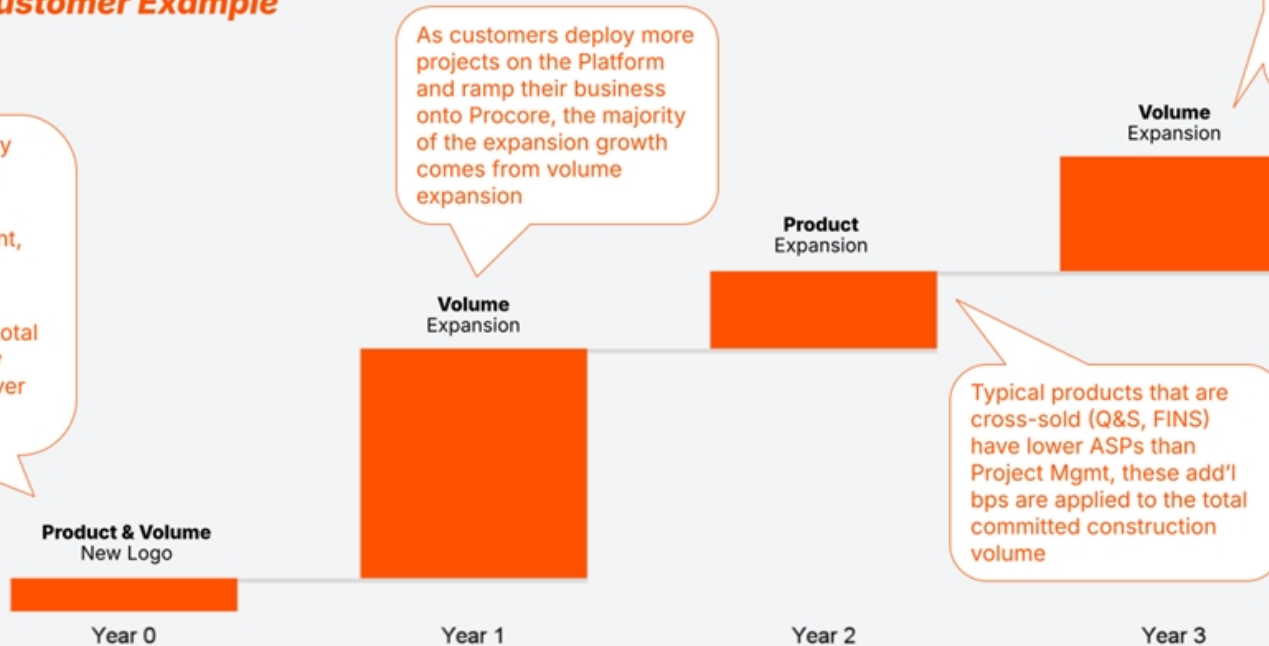 ustomer Example
As customers deploy more
projects on the Platform
and ramp their business
onto Procore, the majority
of the expansion growth
comes from volume
expansion
y
nt,
otal
ver
Volume
Expansion
Product
Expansion
Volume
Expansion
Typical products that are
cross-sold (Q&S, FINS)
have lower ASPs than
Project Mgmt, these add'l
bps are applied to the total
committed construction
volume
Product & Volume
New Logo
Year 0
Year 1
Year 2
Year 3